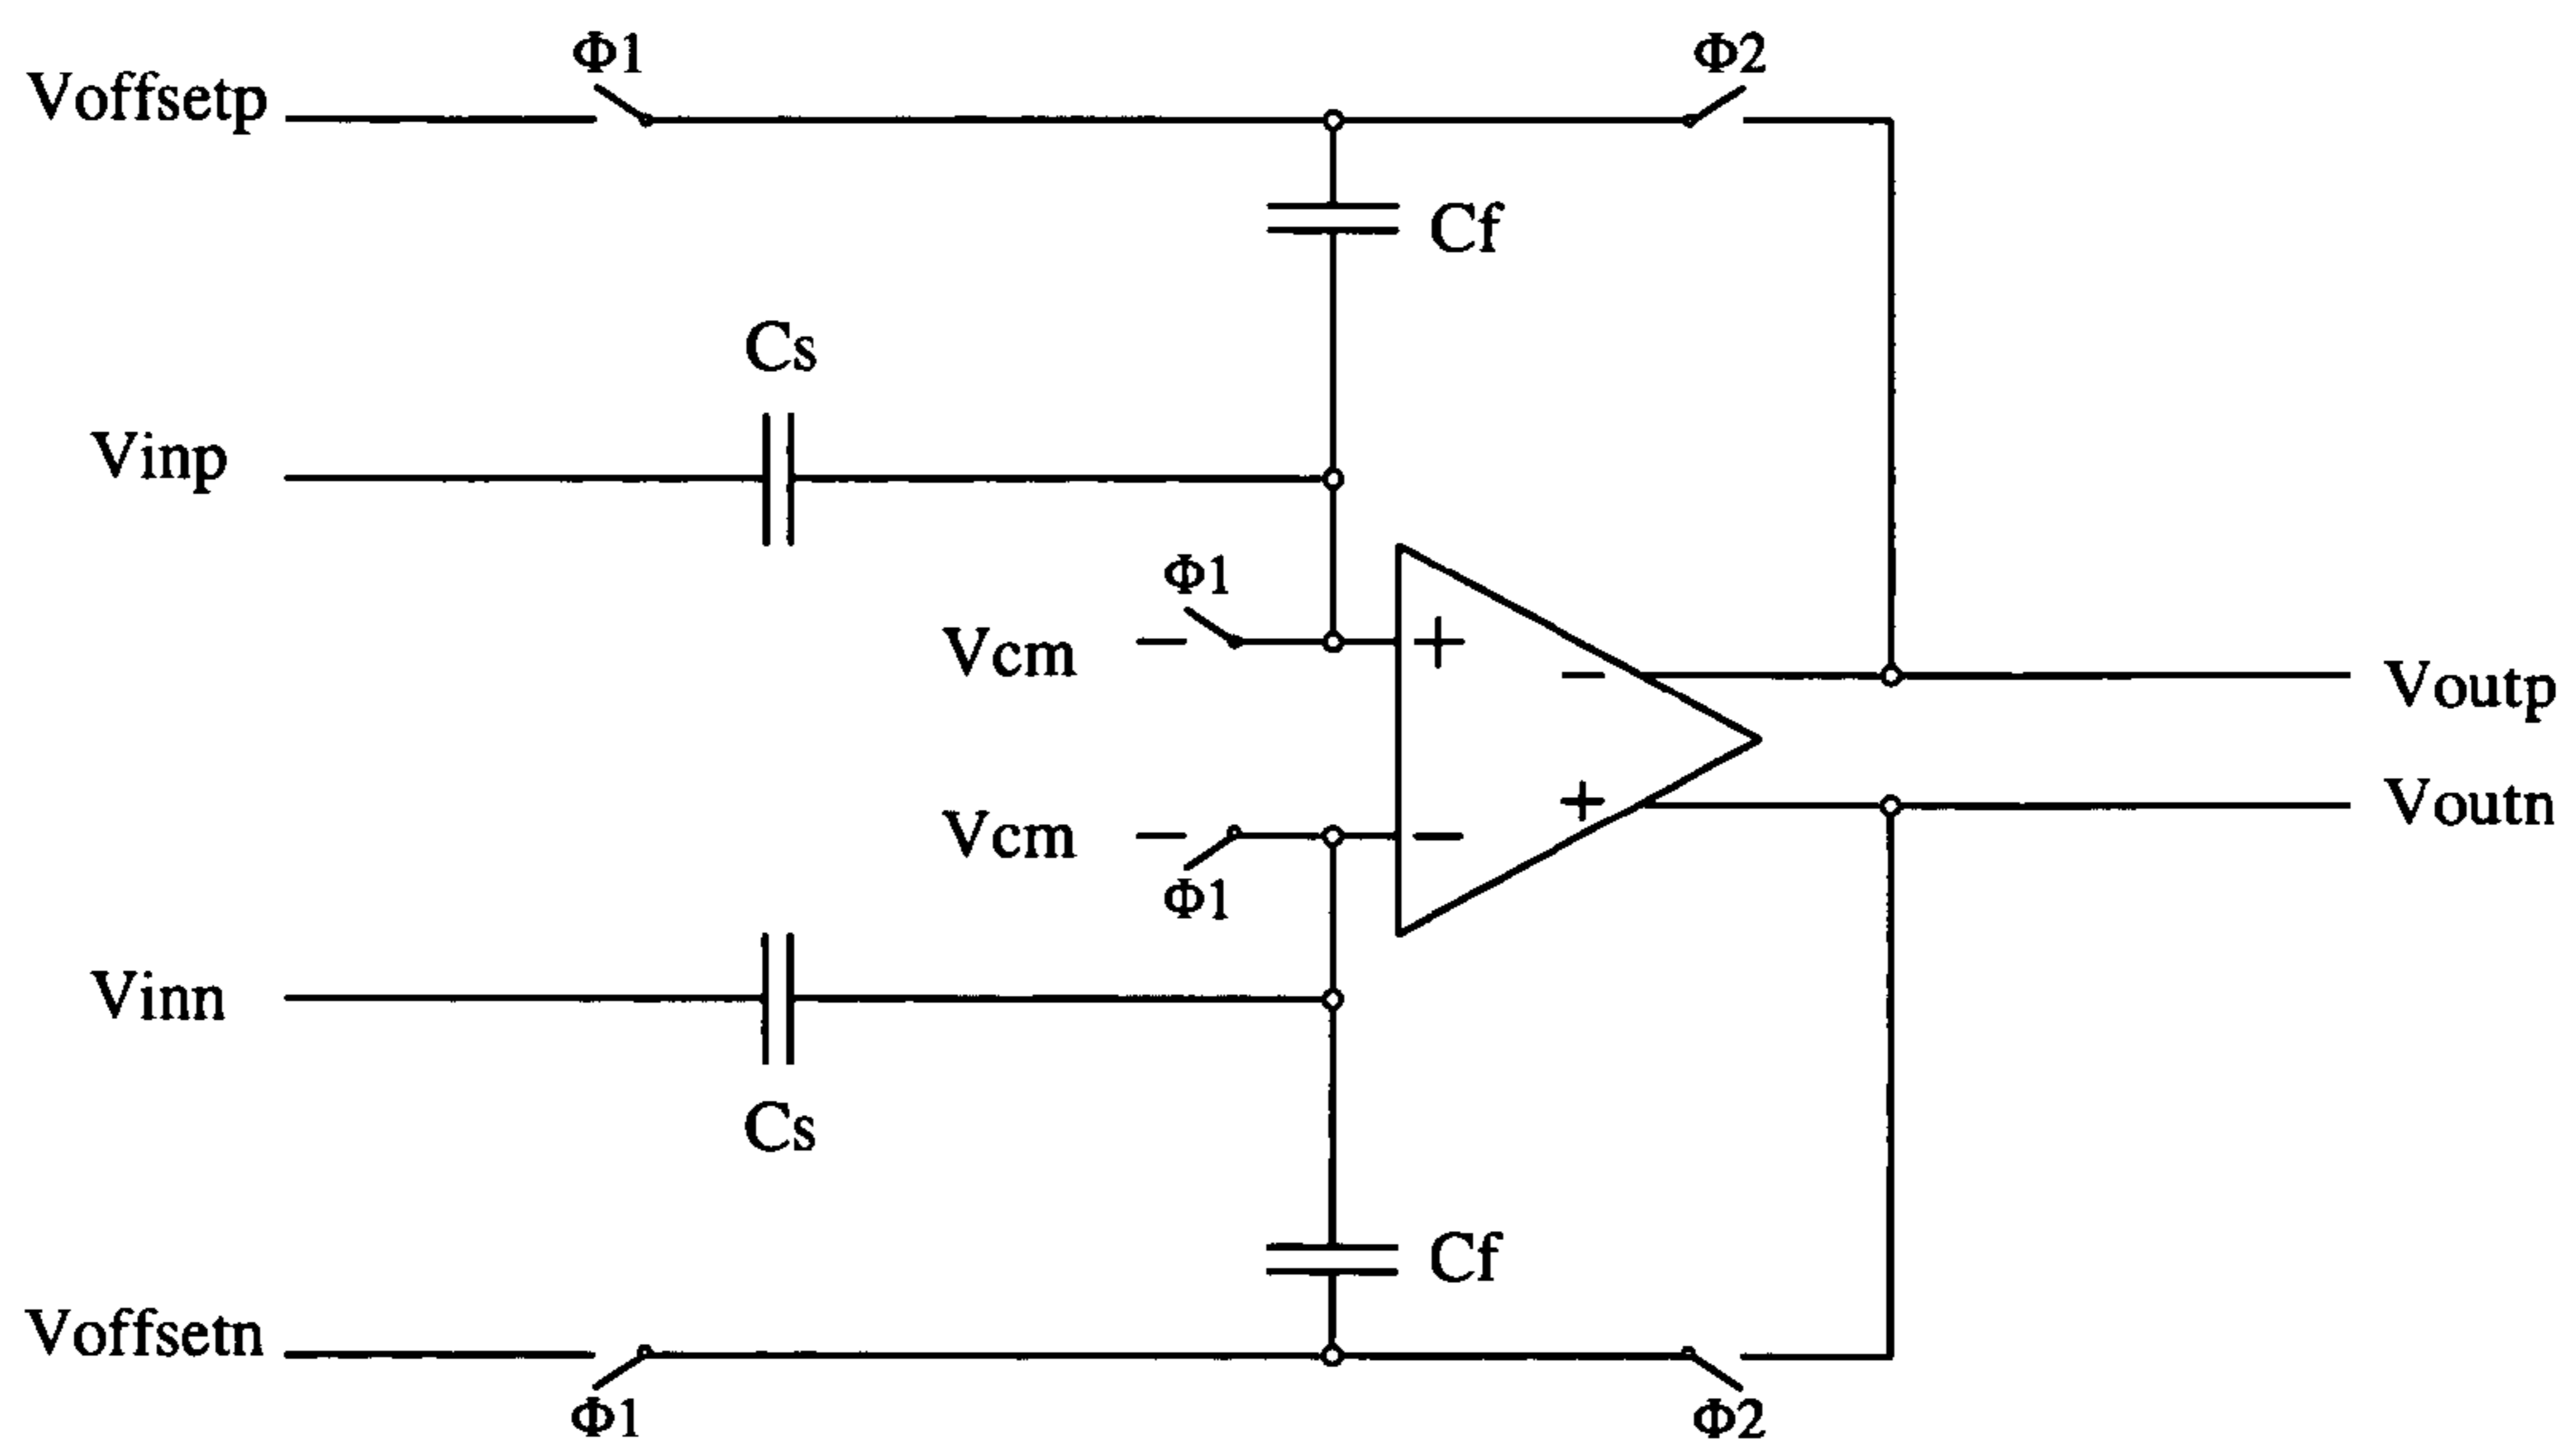 Φ1
Φ2
Voffsetp
Cf
Cs
Vinp
Φ1
+
Vcm
−
Voutp
+
Voutn
Vcm
−
Φ1
Vinn
Cs
Cf
Voffsetn
Φ1
Φ2